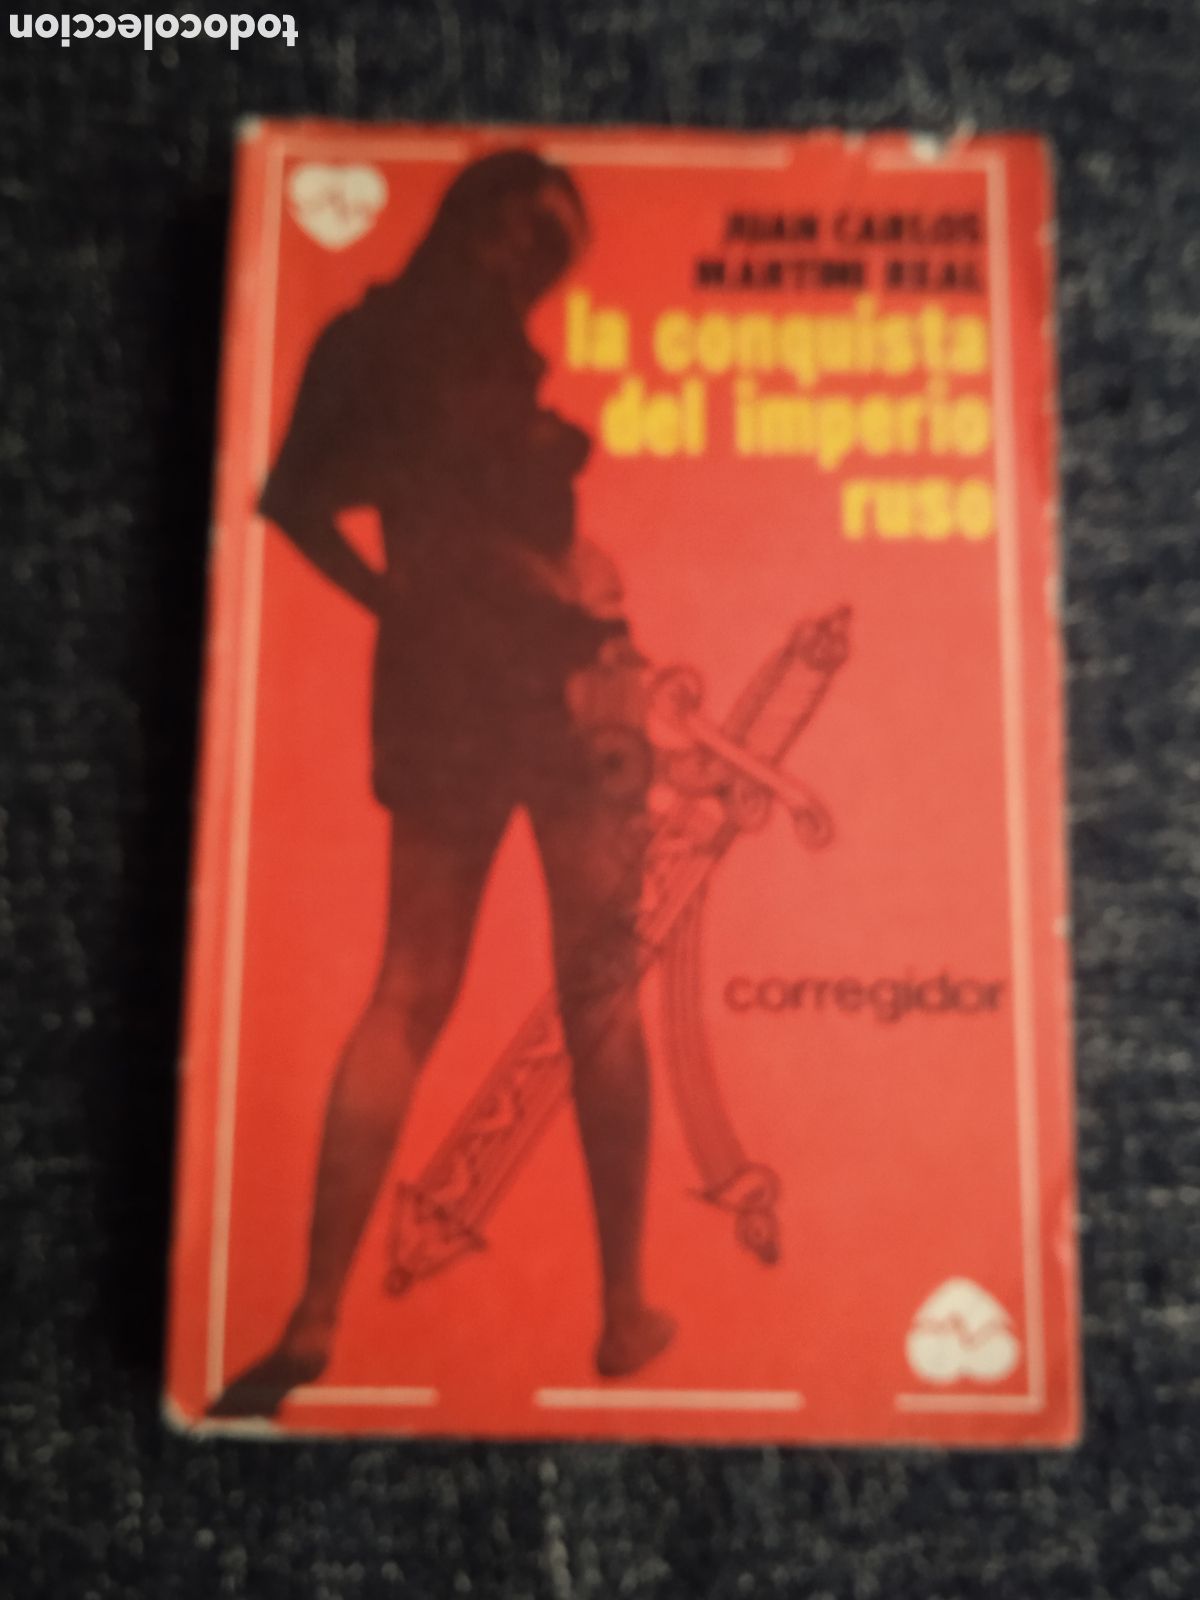 todocoleccion
JUAN CARLOS
MARTINI REAL
la conquista
del imperio
ruso
corregidor